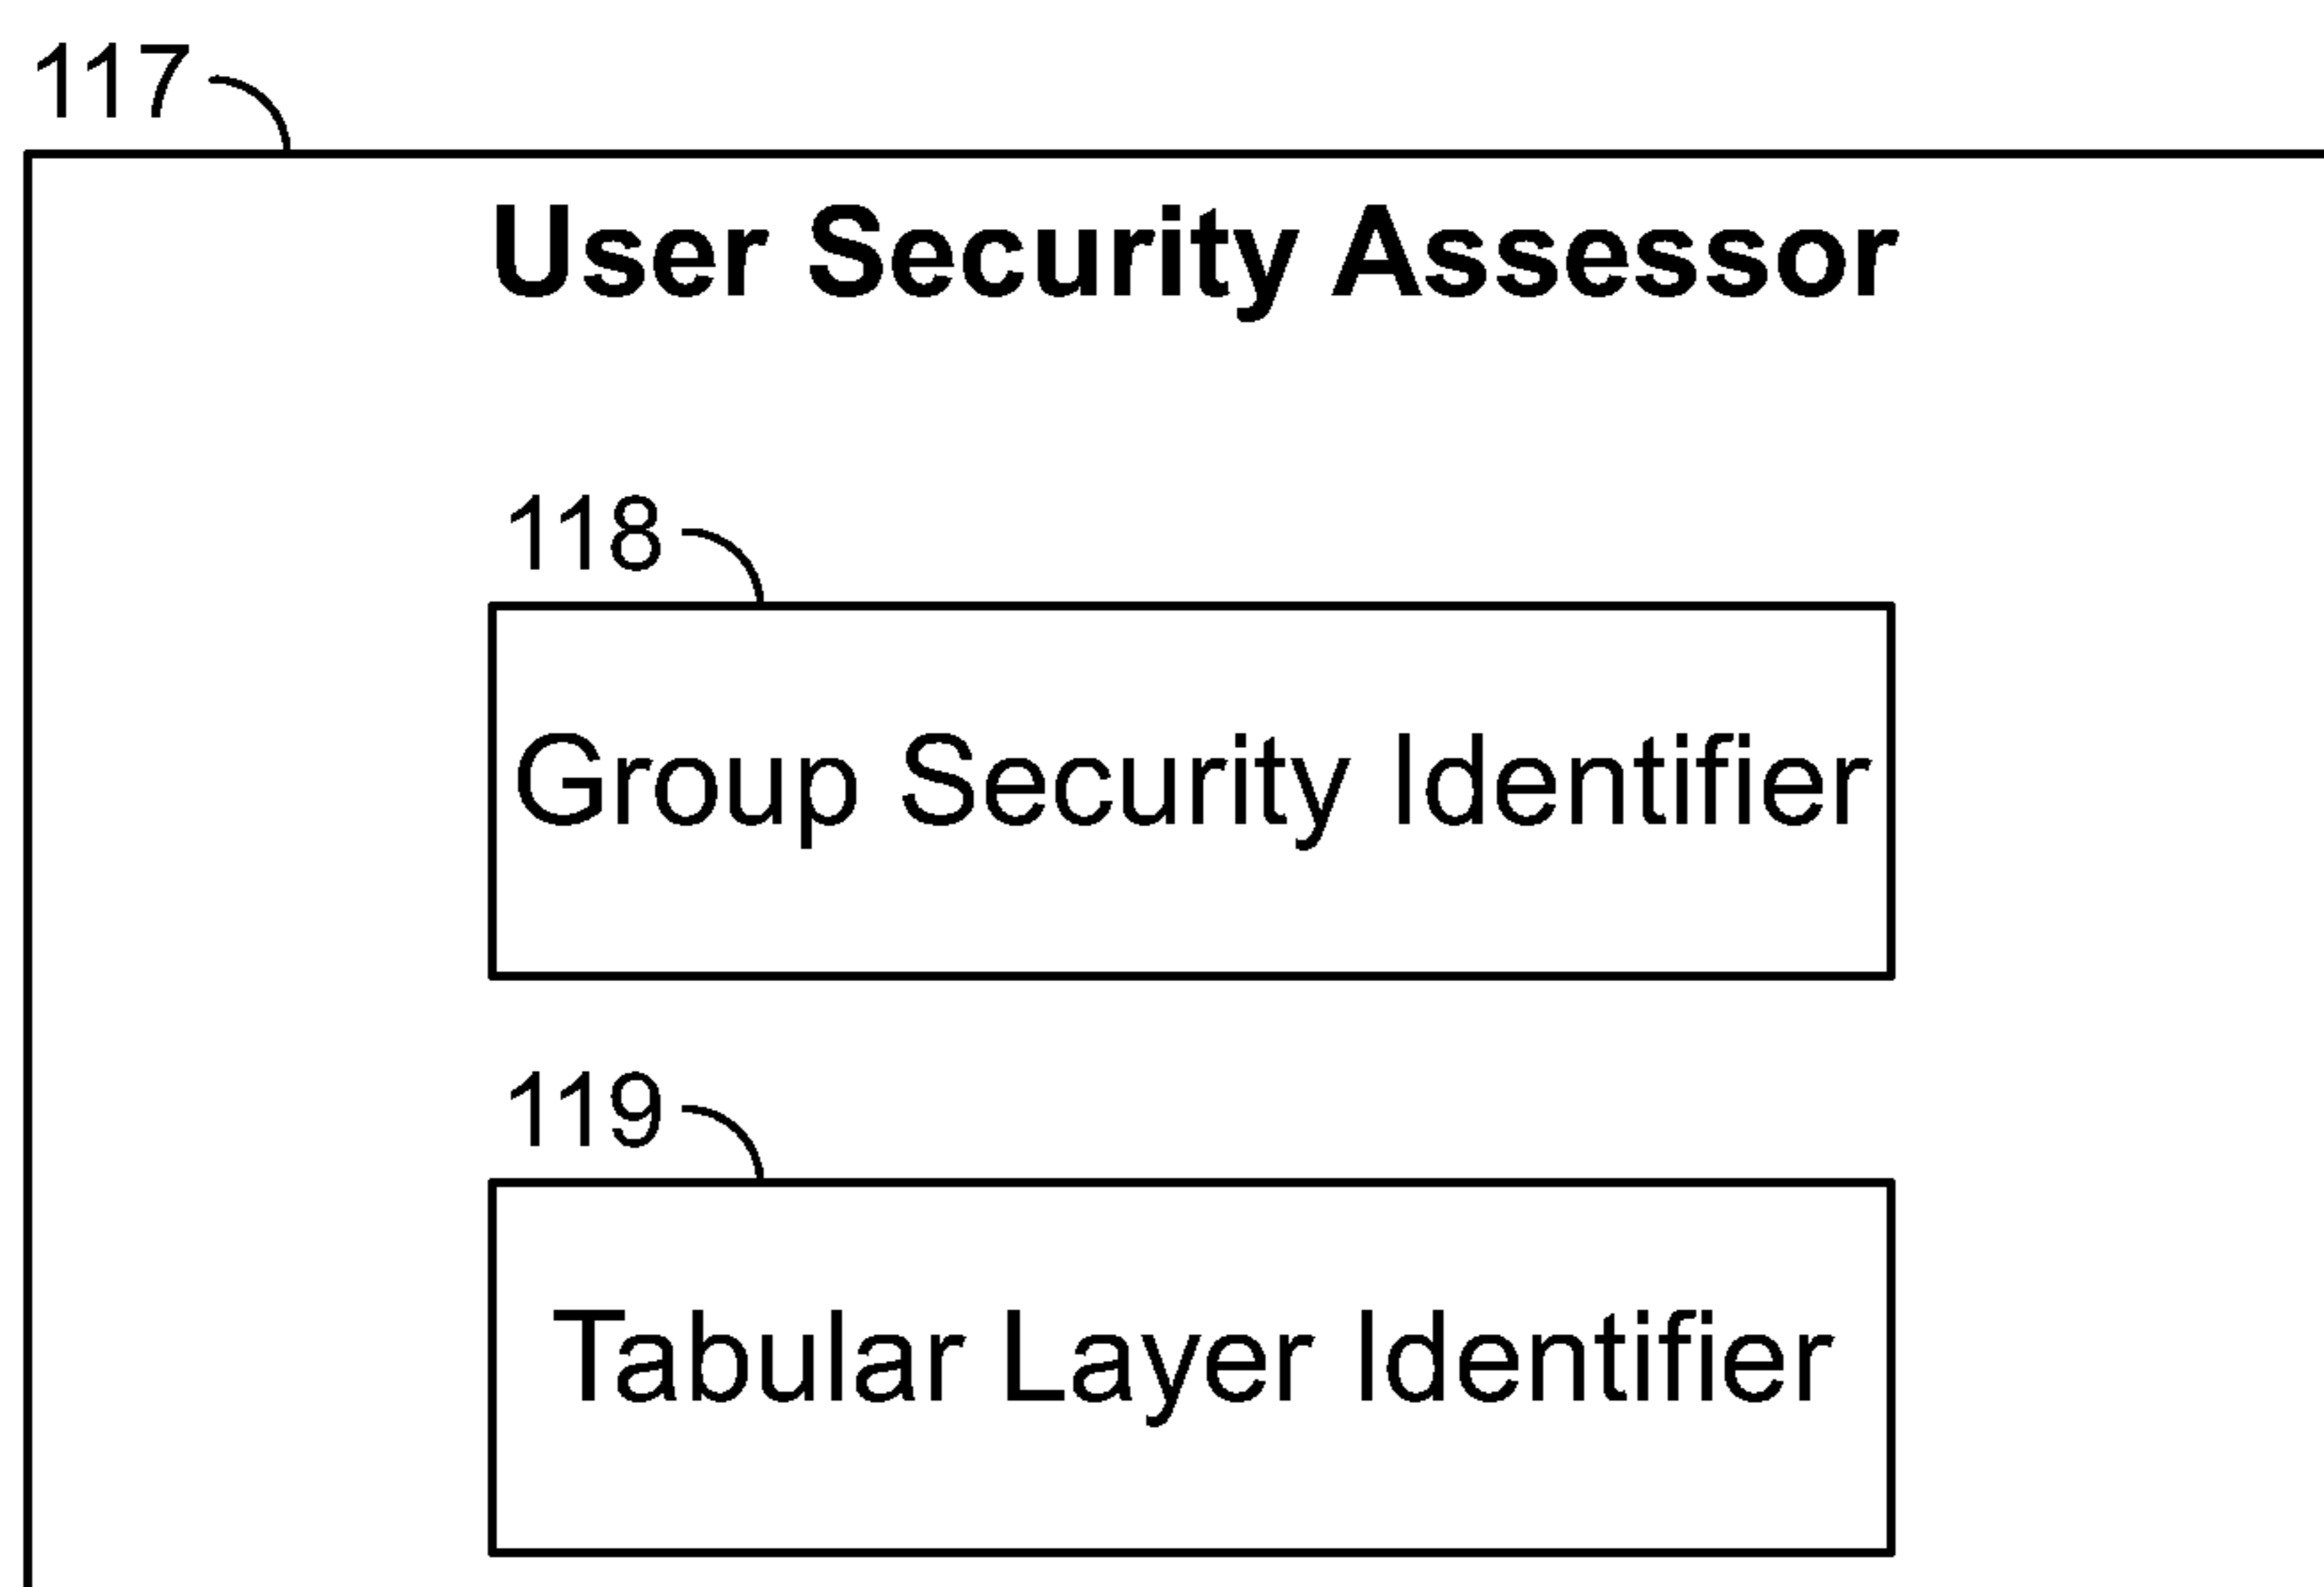 117
User Security Assessor
118
Group Security Identifier
119
Tabular Layer Identifier